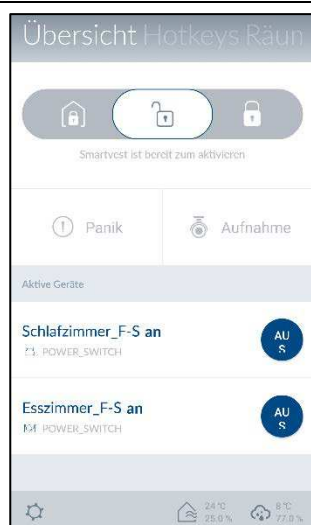 Übersicht Hotkeys Räun
Smartvest ist bereit zum aktivieren
Panik
Aufnahme
Aktive Geräte
Schlafzimmer_F-S an
AU
S
POWER_SWITCH
Esszimmer_F-S an
AU
S
POWER_SWITCH
24 °C
25.0 %
8 °C
77.0 %